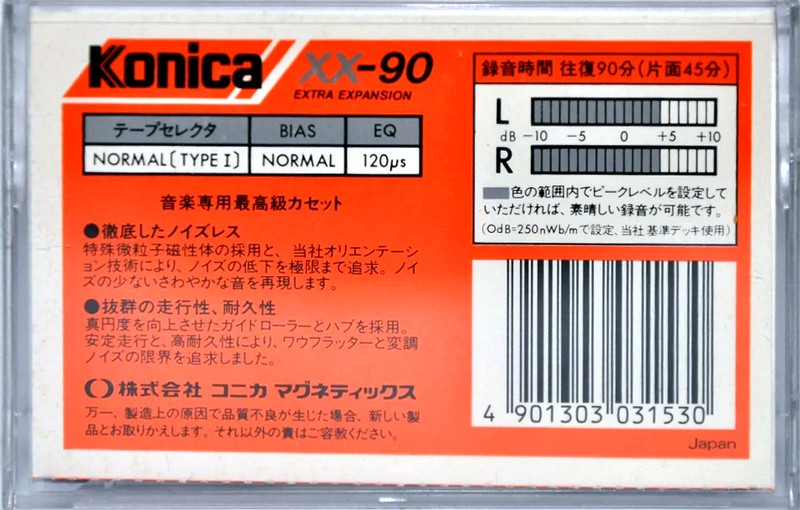 Konica XX-90
EXTRA EXPANSION
テープセレクタ BIAS EQ
NORMAL〔TYPE I〕 NORMAL 120μs
音楽専用最高級カセット
●徹底したノイズレス
特殊微粒子磁性体の採用と、当社オリエンテーシ
ョン技術により、ノイズの低下を極限まで追求。ノイ
ズの少ないさわやかな音を再現します。
●抜群の走行性、耐久性
真円度を向上させたガイドローラーとハブを採用。
安定走行と、高耐久性により、ワウフラッターと変調
ノイズの限界を追求しました。
株式会社 コニカ マグネティックス
万一、製造上の原因で品質不良が生じた場合、新しい製
品とお取りかえします。それ以外の責はご容赦ください。
録音時間 往復90分(片面45分)
L
dB -10 -5 0 +5 +10
R
色の範囲内でピークレベルを設定して
いただければ、素晴しい録音が可能です。
(OdB=250nWb/mで設定、当社基準デッキ使用)
4 901303 031530
Japan